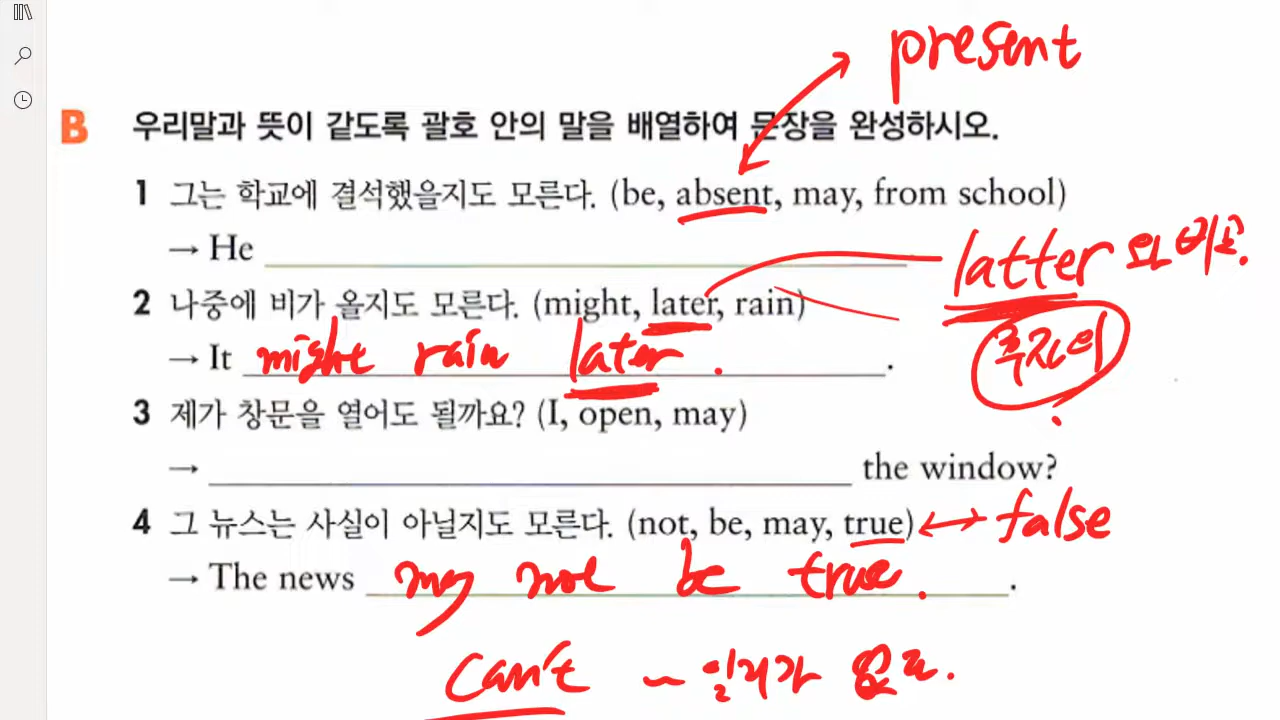 present
B 우리말과 뜻이 같도록 괄호 안의 말을 배열하여 문장을 완성하시오.
1 그는 학교에 결석했을지도 모른다. (be, absent, may, from school)
→ He
latter와 비교.
2 나중에 비가 올지도 모른다. (might, later, rain)
후자의
→ It might rain later. .
3 제가 창문을 열어도 될까요? (I, open, may)
→ the window?
4 그 뉴스는 사실이 아닐지도 모른다. (not, be, may, true) ↔ false
→ The news may not be true. .
can't ~ 일리가 없다.